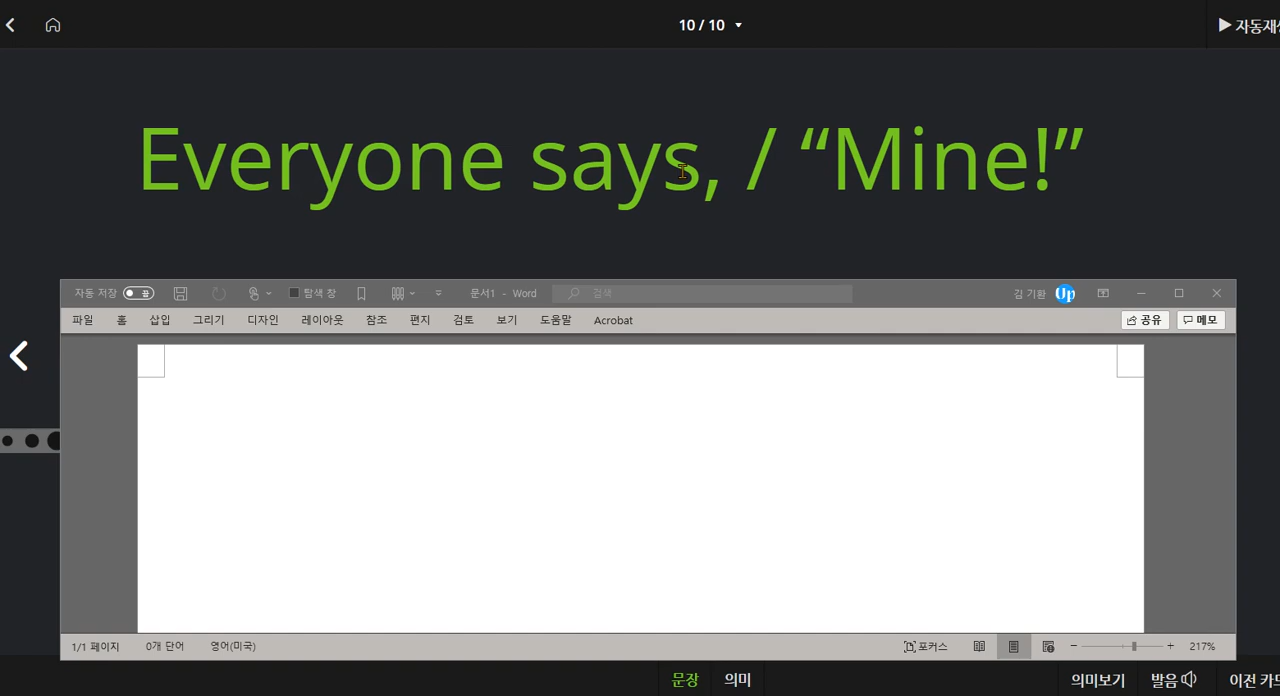 10 / 10
▶ 자동재생
Everyone says, / “Mine!”
자동 저장 끔 탐색 창 문서1 - Word 검색 김 기환 Up
파일 홈 삽입 그리기 디자인 레이아웃 참조 편지 검토 보기 도움말 Acrobat 공유 메모
1/1 페이지 0개 단어 영어(미국) 포커스 − + 217%
문장 의미 의미보기 발음 이전 카드